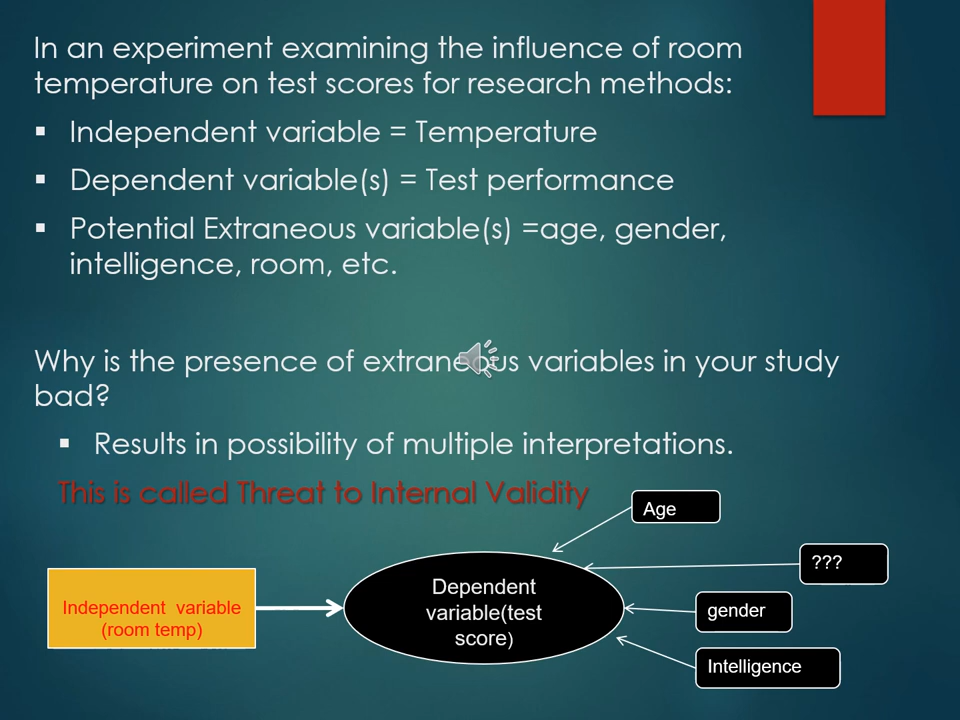 In an experiment examining the influence of room
temperature on test scores for research methods:
▪ Independent variable = Temperature
▪ Dependent variable(s) = Test performance
▪ Potential Extraneous variable(s) =age, gender,
intelligence, room, etc.
Why is the presence of extraneous variables in your study
bad?
▪ Results in possibility of multiple interpretations.
This is called Threat to Internal Validity
Age
???
Independent variable
(room temp)
Dependent
variable(test
score)
gender
Intelligence